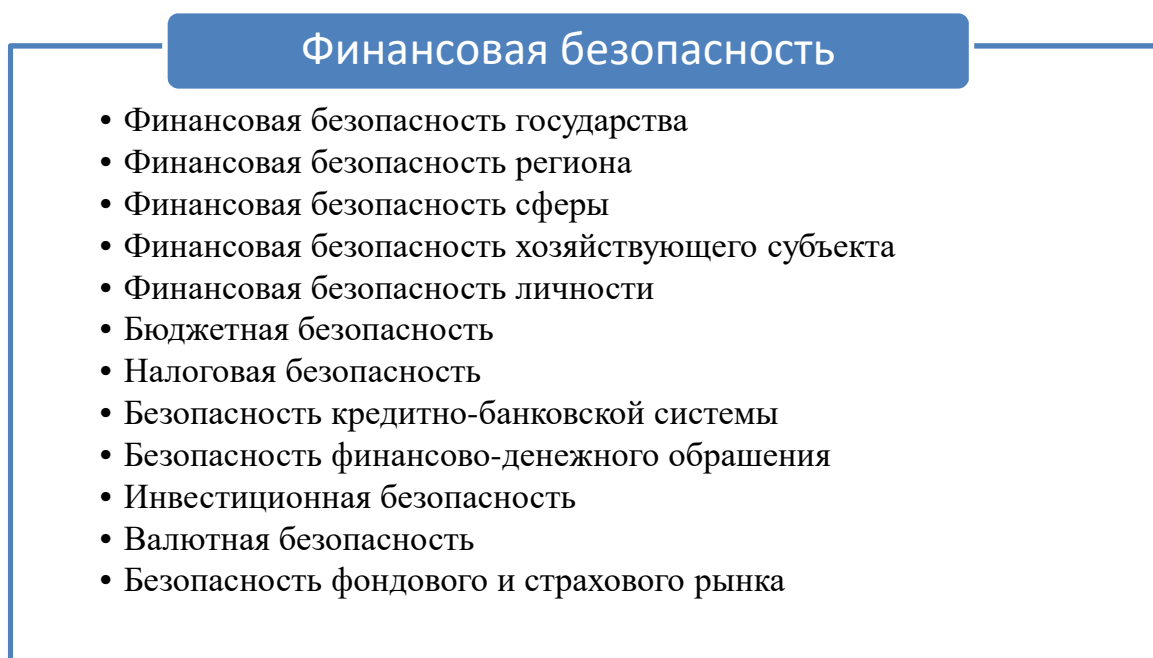 Финансовая безопасность
• Финансовая безопасность государства
• Финансовая безопасность региона
• Финансовая безопасность сферы
• Финансовая безопасность хозяйствующего субъекта
• Финансовая безопасность личности
• Бюджетная безопасность
• Налоговая безопасность
• Безопасность кредитно-банковской системы
• Безопасность финансово-денежного обрашения
• Инвестиционная безопасность
• Валютная безопасность
• Безопасность фондового и страхового рынка